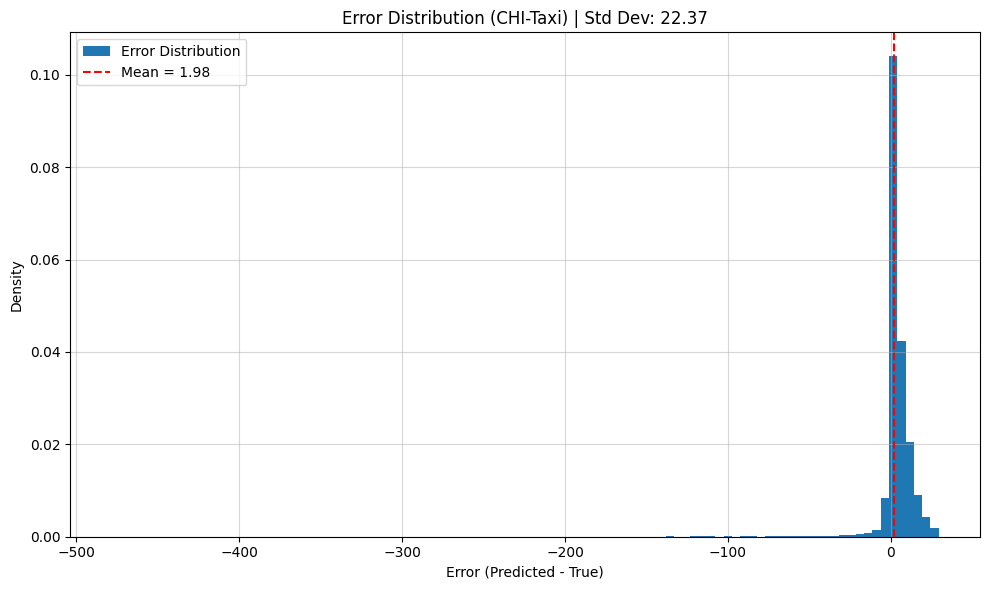 Error Distribution (CHI-Taxi) | Std Dev: 22.37
Error Distribution
Mean = 1.98
0.10
0.08
0.06
0.04
0.02
0.00
Density
−500
−400
−300
−200
−100
0
Error (Predicted - True)